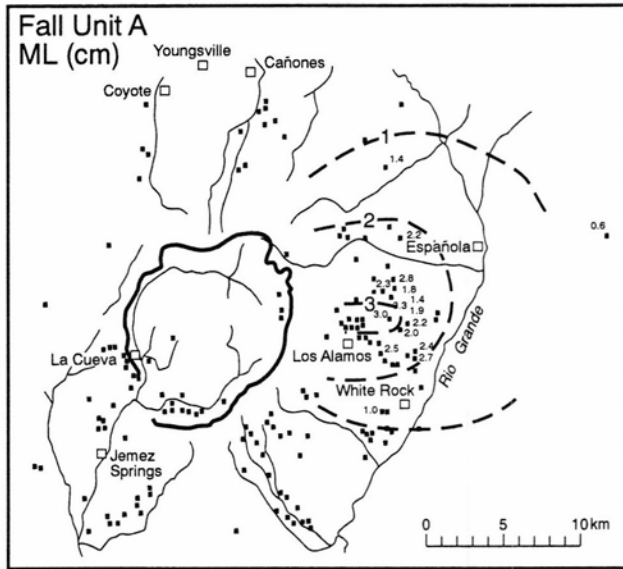 Fall Unit A
ML (cm)
Youngsville
Cañones
Coyote
1
1.4
2
2.2
0.6
Española
2.3
2.8
1.8
3
3.3
1.4
3.0
1.9
2.2
2.0
Los Alamos
2.5
2.4
2.7
La Cueva
White Rock
Rio Grande
1.0
Jemez
Springs
0 5 10 km